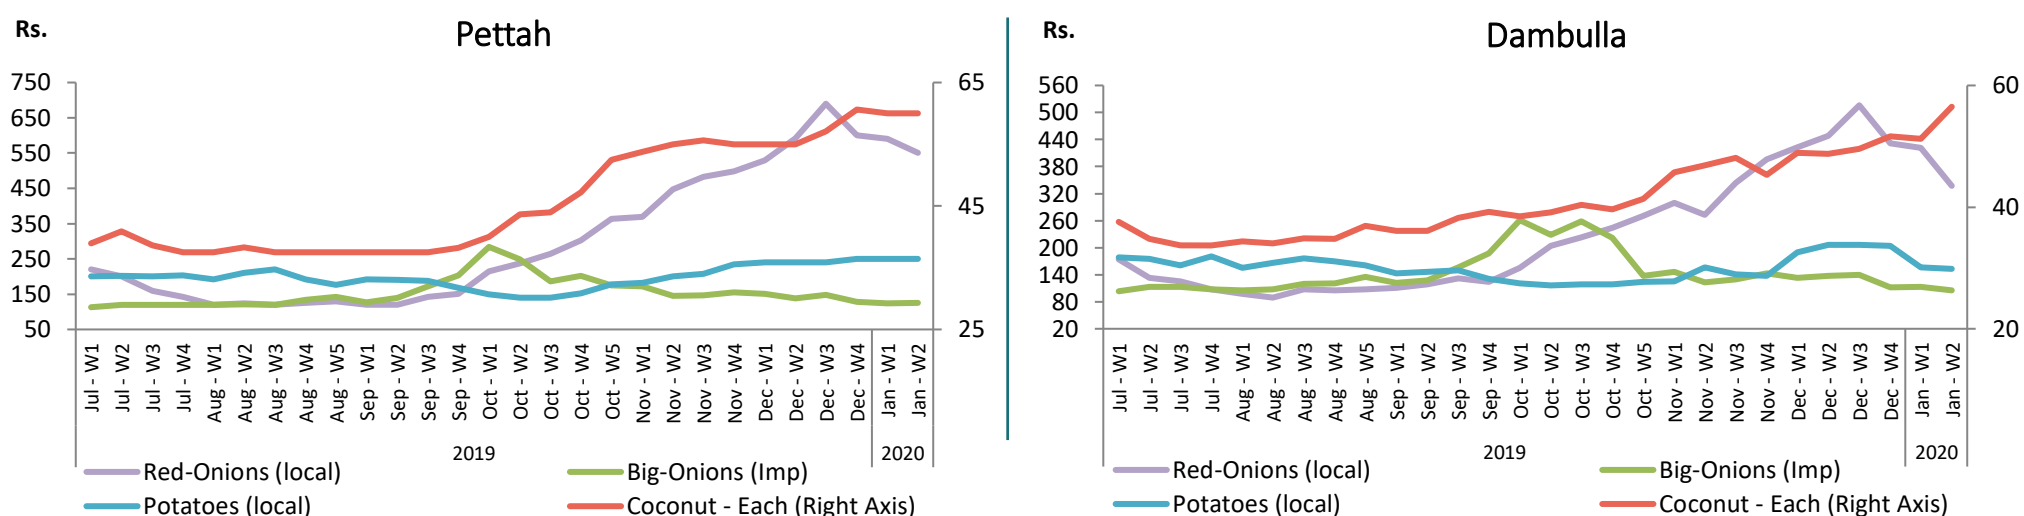 Rs.
Pettah
750
650
550
450
350
250
150
50
65
45
25
Jul - W1
Jul - W2
Jul - W3
Jul - W4
Aug - W1
Aug - W2
Aug - W3
Aug - W4
Aug - W5
Sep - W1
Sep - W2
Sep - W3
Sep - W4
Oct - W1
Oct - W2
Oct - W3
Oct - W4
Oct - W5
Nov - W1
Nov - W2
Nov - W3
Nov - W4
Dec - W1
Dec - W2
Dec - W3
Dec - W4
Jan - W1
Jan - W2
2019
2020
Red-Onions (local)
Big-Onions (Imp)
Potatoes (local)
Coconut - Each (Right Axis)
Rs.
Dambulla
560
500
440
380
320
260
200
140
80
20
60
40
20
Jul - W1
Jul - W2
Jul - W3
Jul - W4
Aug - W1
Aug - W2
Aug - W3
Aug - W4
Aug - W5
Sep - W1
Sep - W2
Sep - W3
Sep - W4
Oct - W1
Oct - W2
Oct - W3
Oct - W4
Oct - W5
Nov - W1
Nov - W2
Nov - W3
Nov - W4
Dec - W1
Dec - W2
Dec - W3
Dec - W4
Jan - W1
Jan - W2
2019
2020
Red-Onions (local)
Big-Onions (Imp)
Potatoes (local)
Coconut - Each (Right Axis)